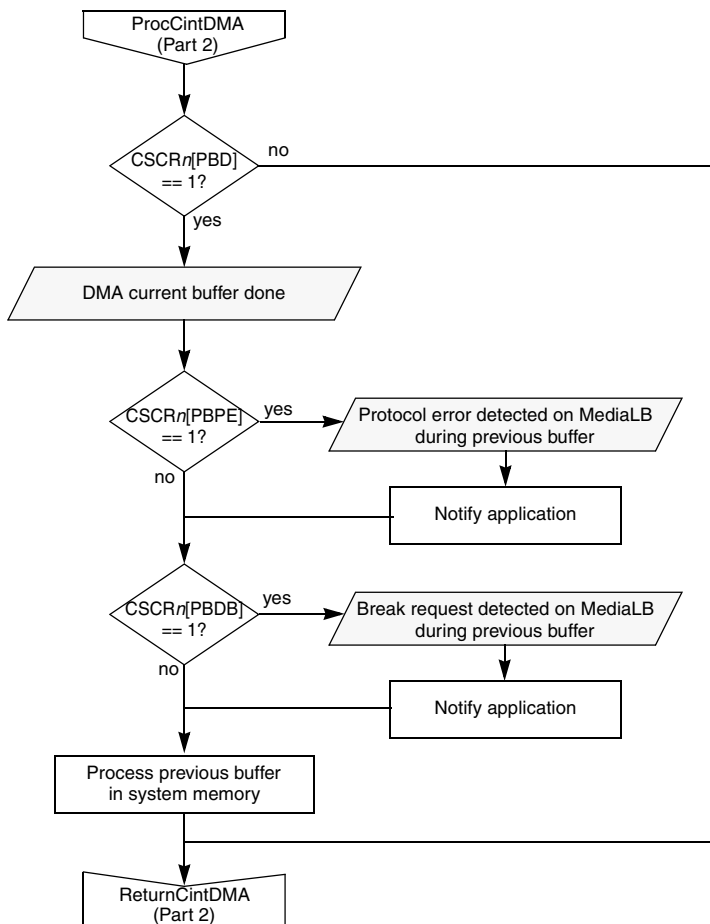 ProcCintDMA
(Part 2)
CSCRn[PBD]
== 1?
no
yes
DMA current buffer done
CSCRn[PBPE]
== 1?
yes
no
Protocol error detected on MediaLB
during previous buffer
Notify application
CSCRn[PBDB]
== 1?
yes
no
Break request detected on MediaLB
during previous buffer
Notify application
Process previous buffer
in system memory
ReturnCintDMA
(Part 2)